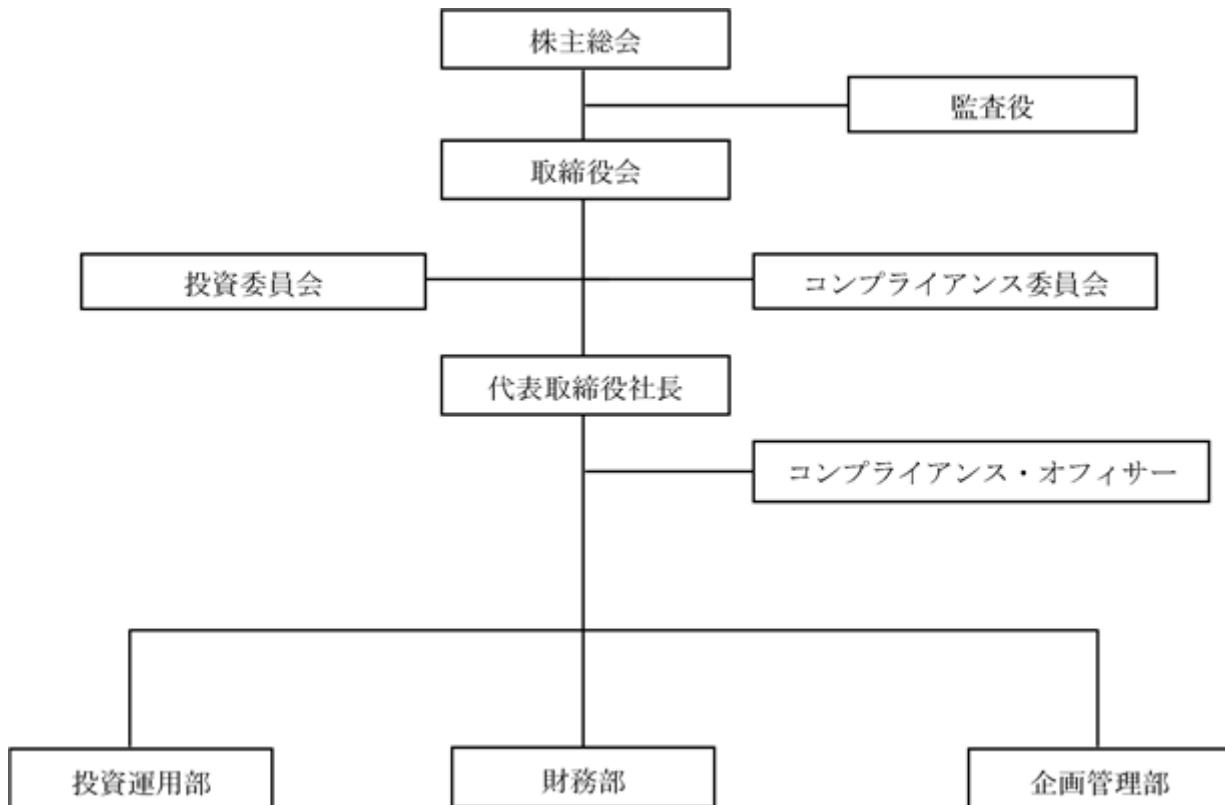 株主総会
監査役
取締役会
投資委員会
コンプライアンス委員会
代表取締役社長
コンプライアンス・オフィサー
投資運用部
財務部
企画管理部